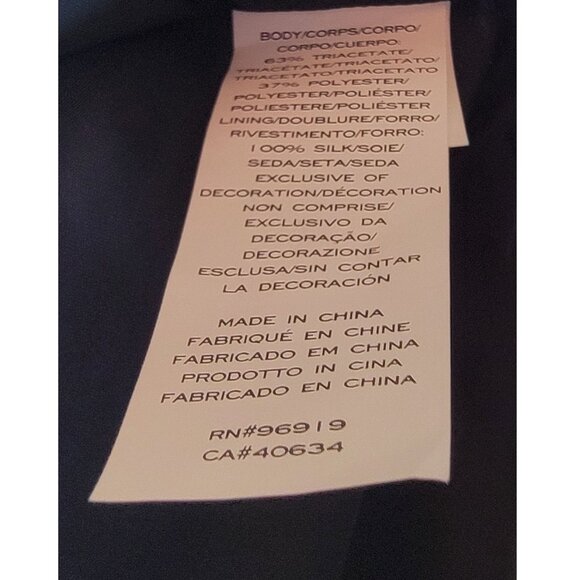 BODY/CORPS/CORPO/
CORPO/CUERPO:
63% TRIACETATE/
TRIACÉTATE/TRIACETATO/
TRIACETATO/TRIACETATO
37% POLYESTER/
POLYESTER/POLIÉSTER/
POLIESTERE/POLIÉSTER
LINING/DOUBLURE/FORRO/
RIVESTIMENTO/FORRO:
100% SILK/SOIE/
SEDA/SETA/SEDA
EXCLUSIVE OF
DECORATION/DÉCORATION
NON COMPRISE/
EXCLUSIVO DA
DECORAÇÃO/
DECORAZIONE
ESCLUSA/SIN CONTAR
LA DECORACIÓN
MADE IN CHINA
FABRIQUÉ EN CHINE
FABRICADO EM CHINA
PRODOTTO IN CINA
FABRICADO EN CHINA
RN#96919
CA#40634